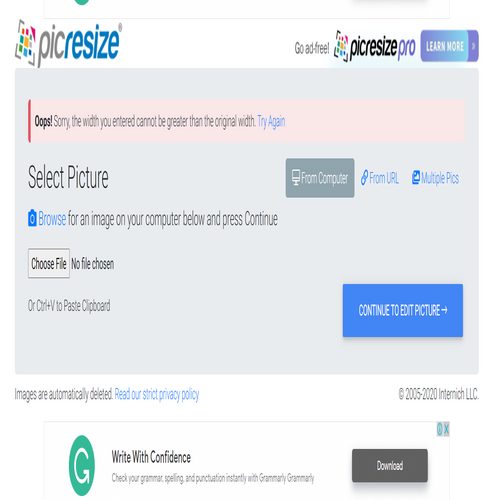 picresize®
Go ad-free! picresize pro LEARN MORE »
Oops! Sorry, the width you entered cannot be greater than the original width. Try Again
Select Picture
From Computer From URL Multiple Pics
Browse for an image on your computer below and press Continue
Choose File No file chosen
Or Ctrl+V to Paste Clipboard
CONTINUE TO EDIT PICTURE →
Images are automatically deleted. Read our strict privacy policy © 2005-2020 Internich LLC.
Write With Confidence
Check your grammar, spelling, and punctuation instantly with Grammarly Grammarly
Download